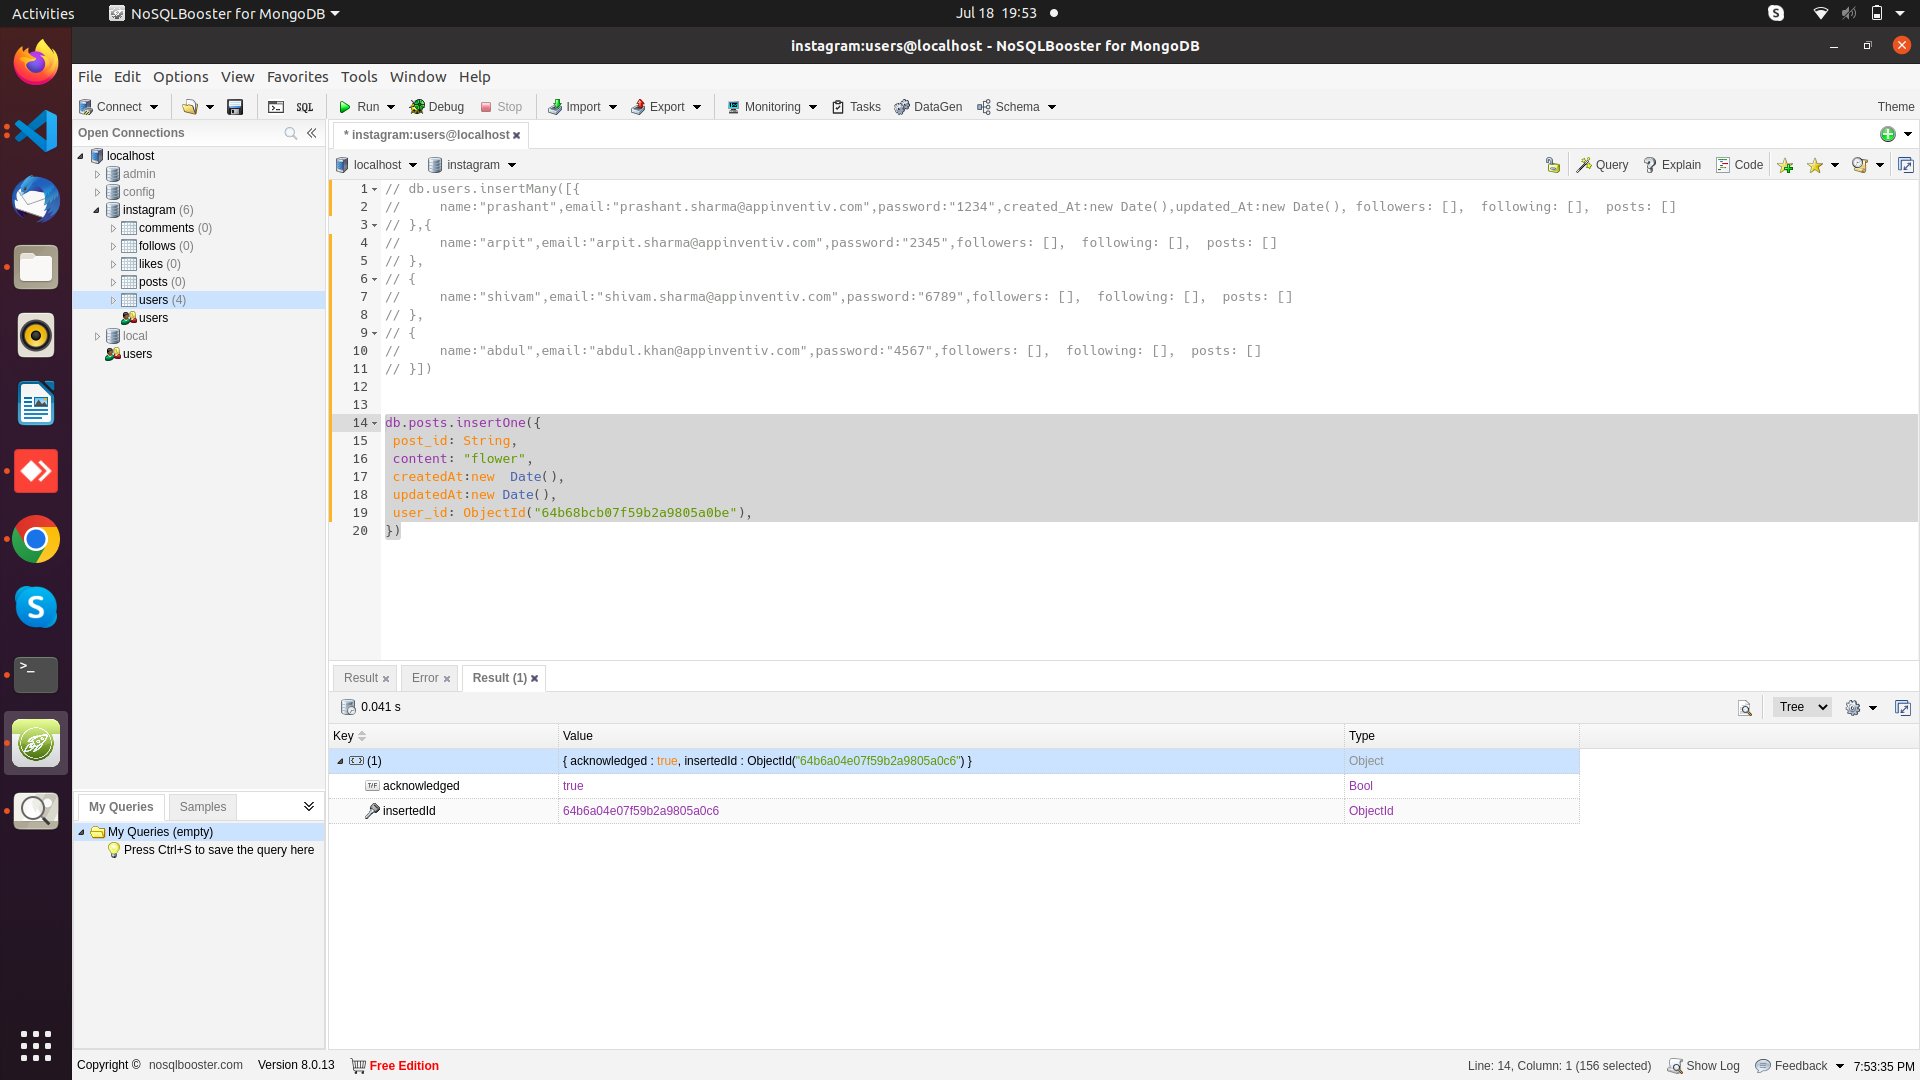 Activities NoSQLBooster for MongoDB Jul 18 19:53
instagram:users@localhost - NoSQLBooster for MongoDB
File Edit Options View Favorites Tools Window Help
Connect SQL Run Debug Stop Import Export Monitoring Tasks DataGen Schema Theme
Open Connections
localhost
admin
config
instagram (6)
comments (0)
follows (0)
likes (0)
posts (0)
users (4)
users
local
users
* instagram:users@localhost
localhost instagram Query Explain Code
1 // db.users.insertMany([{
2 //     name:"prashant",email:"prashant.sharma@appinventiv.com",password:"1234",created_At:new Date(),updated_At:new Date(), followers: [],  following: [],  posts: []
3 // },{
4 //     name:"arpit",email:"arpit.sharma@appinventiv.com",password:"2345",followers: [],  following: [],  posts: []
5 // },
6 // {
7 //     name:"shivam",email:"shivam.sharma@appinventiv.com",password:"6789",followers: [],  following: [],  posts: []
8 // },
9 // {
10 //     name:"abdul",email:"abdul.khan@appinventiv.com",password:"4567",followers: [],  following: [],  posts: []
11 // }])
12
13
14 db.posts.insertOne({
15 post_id: String,
16 content: "flower",
17 createdAt:new  Date(),
18 updatedAt:new Date(),
19 user_id: ObjectId("64b68bcb07f59b2a9805a0be"),
20 })
Result Error Result (1)
0.041 s Tree
Key Value Type
(1) { acknowledged : true, insertedId : ObjectId("64b6a04e07f59b2a9805a0c6") } Object
acknowledged true Bool
insertedId 64b6a04e07f59b2a9805a0c6 ObjectId
My Queries Samples
My Queries (empty)
Press Ctrl+S to save the query here
Copyright © nosqlbooster.com Version 8.0.13 Free Edition Line: 14, Column: 1 (156 selected) Show Log Feedback 7:53:35 PM